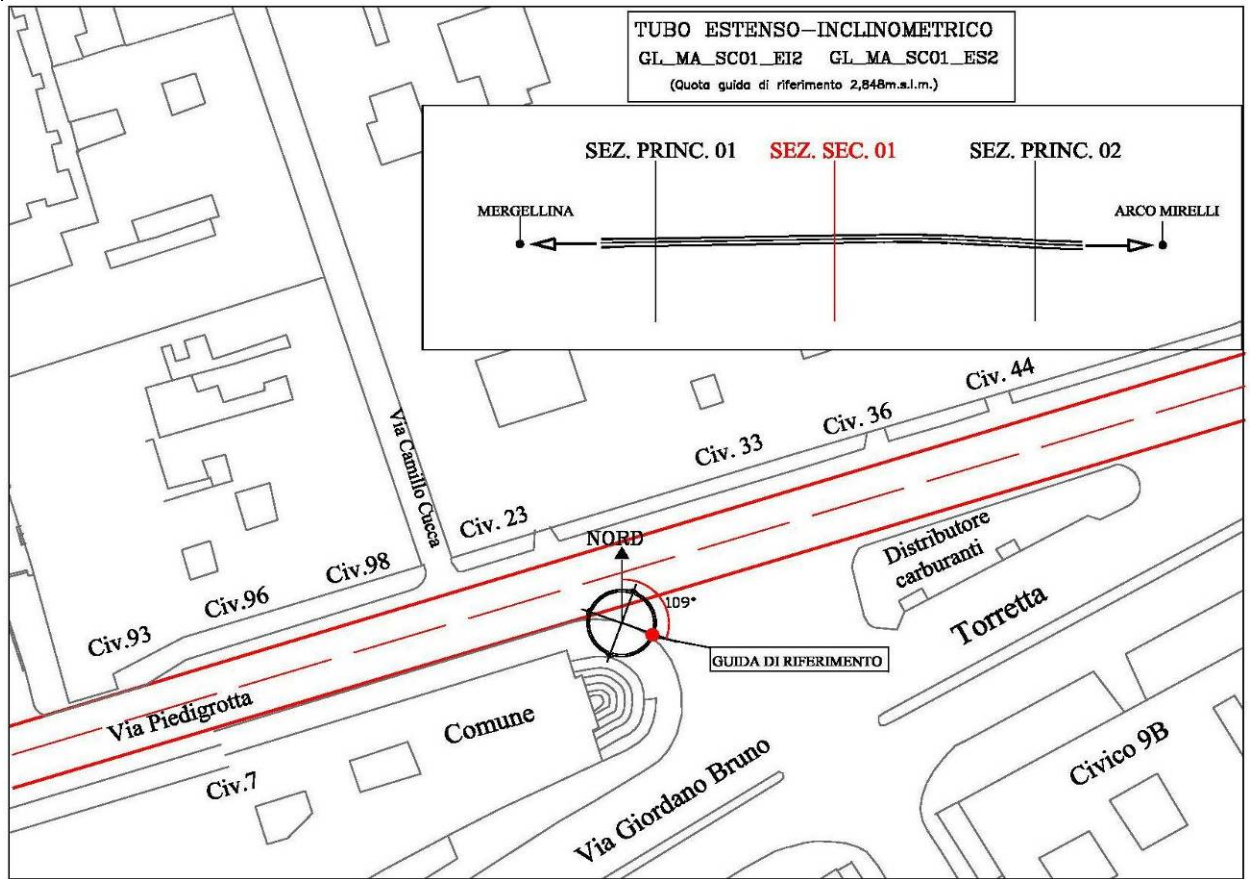 TUBO ESTENSO-INCLINOMETRICO
GL_MA_SC01_EI2 GL_MA_SC01_ES2
(Quota guida di riferimento 2,848m.s.l.m.)
SEZ. PRINC. 01 SEZ. SEC. 01 SEZ. PRINC. 02
MERGELLINA
ARCO MIRELLI
Civ. 44
Civ. 36
Civ. 33
Via Camillo Cucca
Civ. 23
NORD
Distributore
carburanti
Civ.98
Civ.96
109°
Torretta
Civ.93
GUIDA DI RIFERIMENTO
Via Piedigrotta
Comune
Civico 9B
Civ.7
Via Giordano Bruno